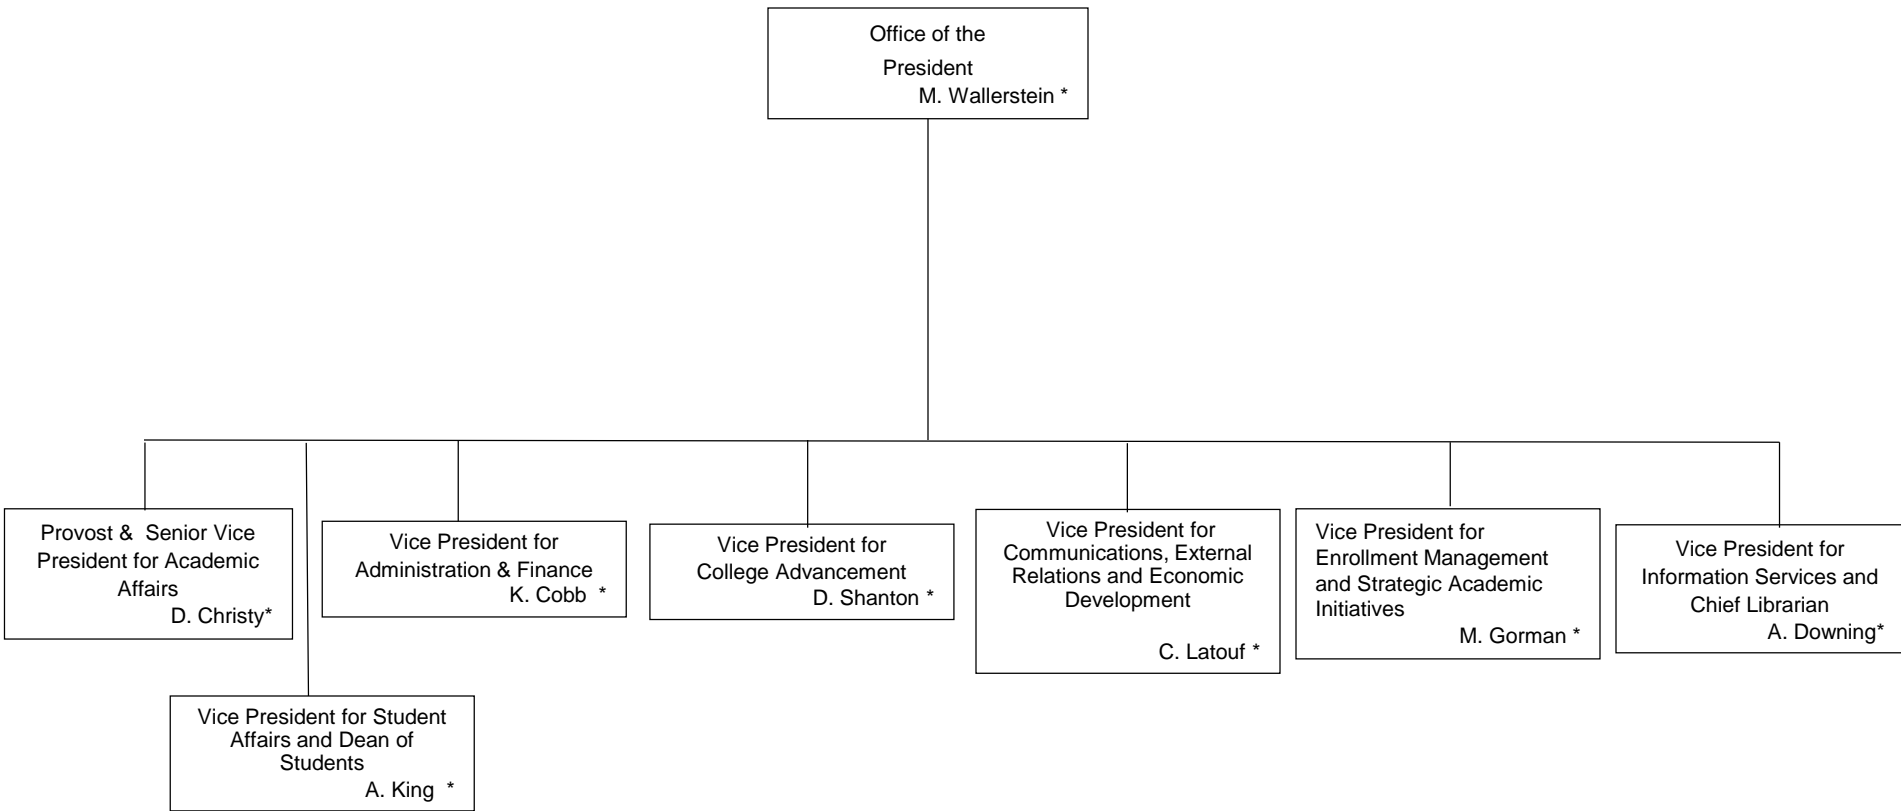 Office of the
President
M. Wallerstein *
Provost & Senior Vice
President for Academic
Affairs
D. Christy*
Vice President for
Administration & Finance
K. Cobb *
Vice President for
College Advancement
D. Shanton *
Vice President for
Communications, External
Relations and Economic
Development
C. Latouf *
Vice President for
Enrollment Management
and Strategic Academic
Initiatives
M. Gorman *
Vice President for
Information Services and
Chief Librarian
A. Downing*
Vice President for Student
Affairs and Dean of
Students
A. King *